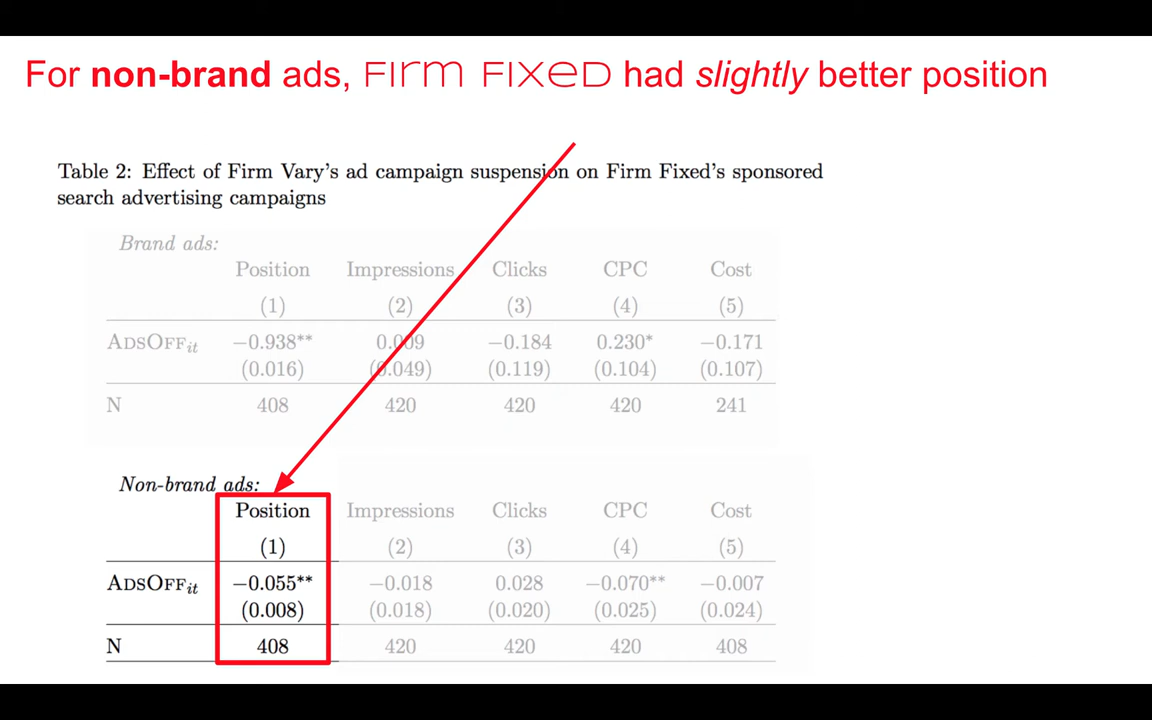 For non-brand ads, FIRM FIXED had slightly better position
Table 2: Effect of Firm Vary's ad campaign suspension on Firm Fixed's sponsored
search advertising campaigns
Brand ads:
Position Impressions Clicks CPC Cost
(1) (2) (3) (4) (5)
ADSOFFit −0.938** 0.009 −0.184 0.230* −0.171
(0.016) (0.049) (0.119) (0.104) (0.107)
N 408 420 420 420 241
Non-brand ads:
Position Impressions Clicks CPC Cost
(1) (2) (3) (4) (5)
ADSOFFit −0.055** −0.018 0.028 −0.070** −0.007
(0.008) (0.018) (0.020) (0.025) (0.024)
N 408 420 420 420 408